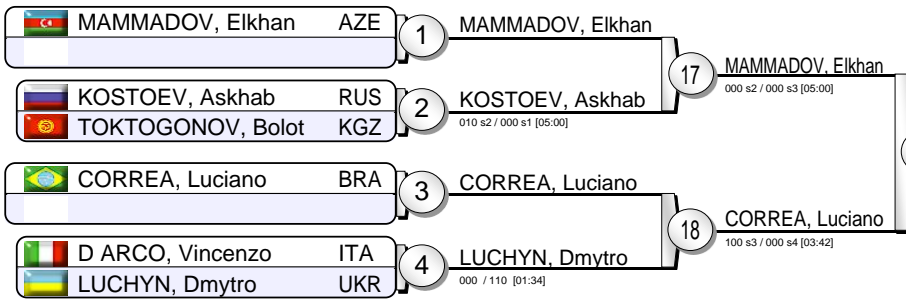 MAMMADOV, Elkhan AZE
1
MAMMADOV, Elkhan
KOSTOEV, Askhab RUS
TOKTOGONOV, Bolot KGZ
2
KOSTOEV, Askhab
010 s2 / 000 s1 [05:00]
17
MAMMADOV, Elkhan
000 s2 / 000 s3 [05:00]
CORREA, Luciano BRA
3
CORREA, Luciano
D ARCO, Vincenzo ITA
LUCHYN, Dmytro UKR
4
LUCHYN, Dmytro
000 / 110 [01:34]
18
CORREA, Luciano
100 s3 / 000 s4 [03:42]